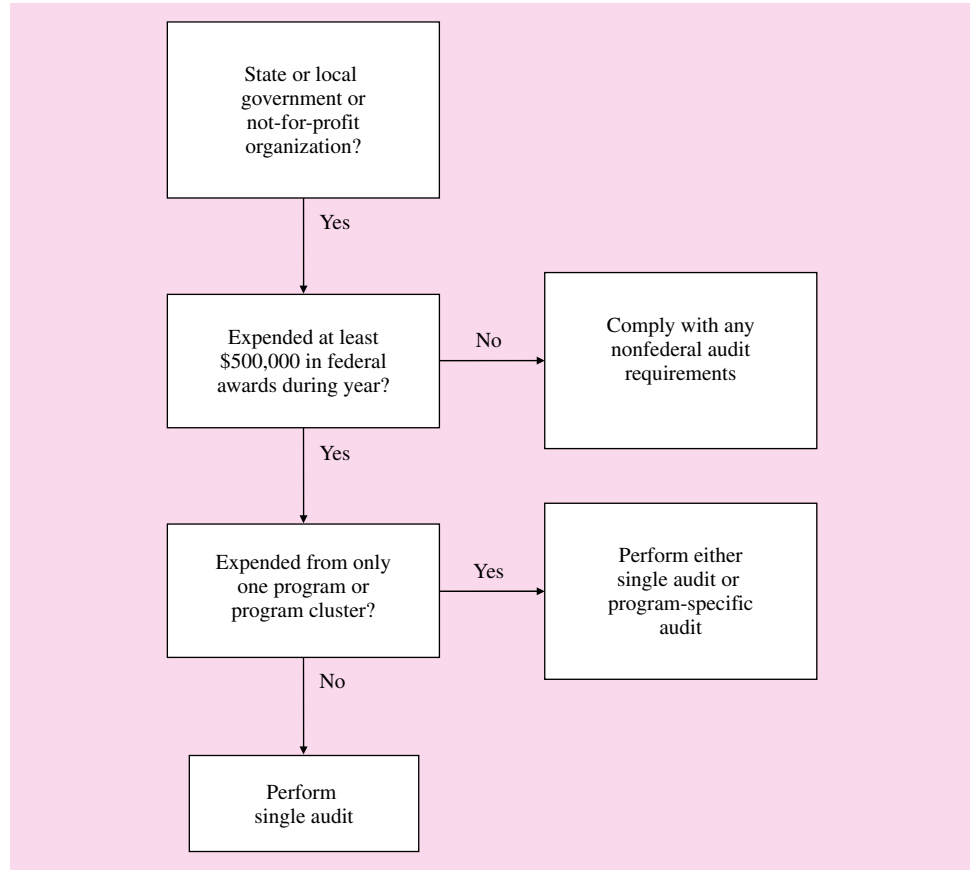 State or local
government or
not-for-profit
organization?
Yes
Expended at least
$500,000 in federal
awards during year?
No
Comply with any
nonfederal audit
requirements
Yes
Expended from only
one program or
program cluster?
Yes
Perform either
single audit or
program-specific
audit
No
Perform
single audit